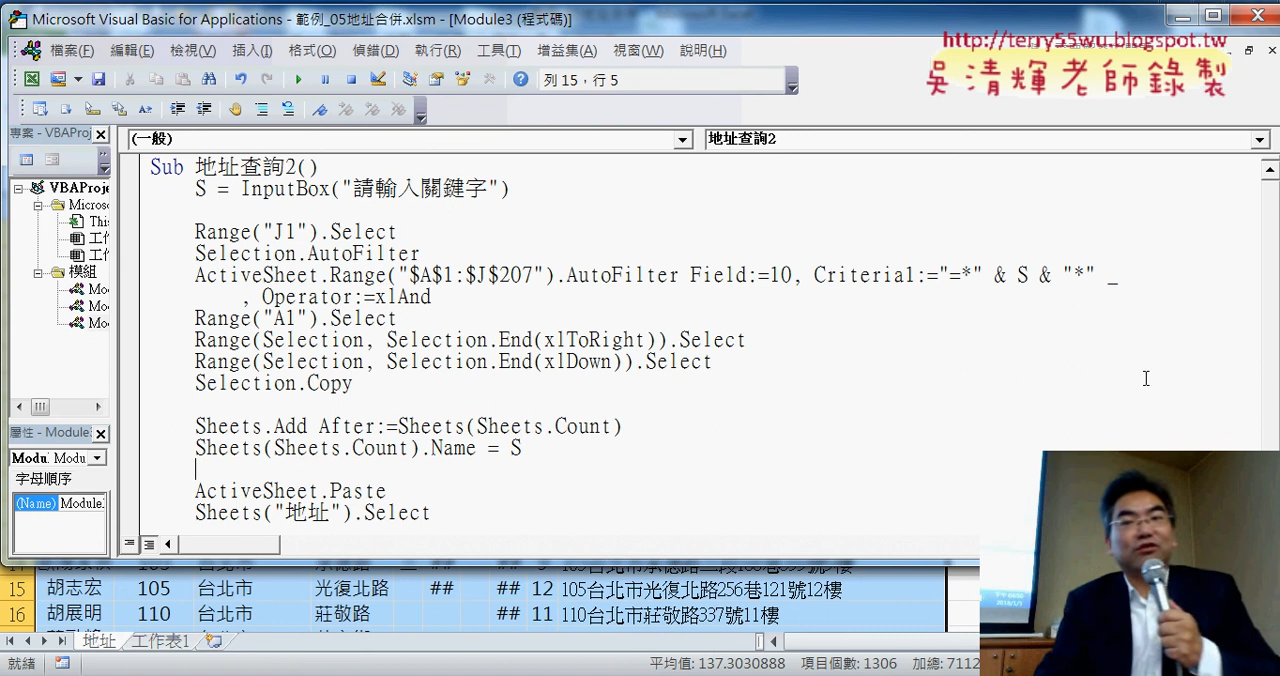 Microsoft Visual Basic for Applications - 範例_05地址合併.xlsm - [Module3 (程式碼)]
http://terry55wu.blogspot.tw
吳清輝老師錄製
檔案(F) 編輯(E) 檢視(V) 插入(I) 格式(O) 偵錯(D) 執行(R) 工具(T) 增益集(A) 視窗(W) 說明(H)
列 15，行 5
專案 - VBAProj
(一般) 地址查詢2
VBAProje
Microso
This
工作
工作
模組
Mo
Mo
Mo
屬性 - Module
Modu Modu
字母順序
(Name) Module
Sub 地址查詢2()
S = InputBox("請輸入關鍵字")
Range("J1").Select
Selection.AutoFilter
ActiveSheet.Range("$A$1:$J$207").AutoFilter Field:=10, Criteria1:="=*" & S & "*" _
, Operator:=xlAnd
Range("A1").Select
Range(Selection, Selection.End(xlToRight)).Select
Range(Selection, Selection.End(xlDown)).Select
Selection.Copy
Sheets.Add After:=Sheets(Sheets.Count)
Sheets(Sheets.Count).Name = S
ActiveSheet.Paste
Sheets("地址").Select
15 胡志宏 105 台北市 光復北路 ## ## 12 105台北市光復北路256巷121號12樓
16 胡展明 110 台北市 莊敬路 ## 11 110台北市莊敬路337號11樓
地址 工作表1
就緒 平均值: 137.3030888 項目個數: 1306 加總: 7112